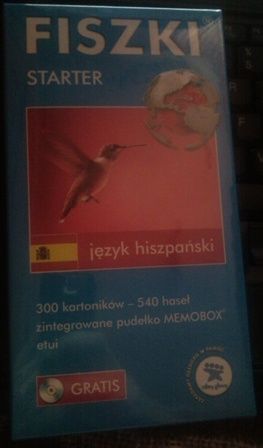 FISZKI
STARTER
język hiszpański
300 kartoników – 540 haseł
zintegrowane pudełko MEMOBOX®
etui
GRATIS